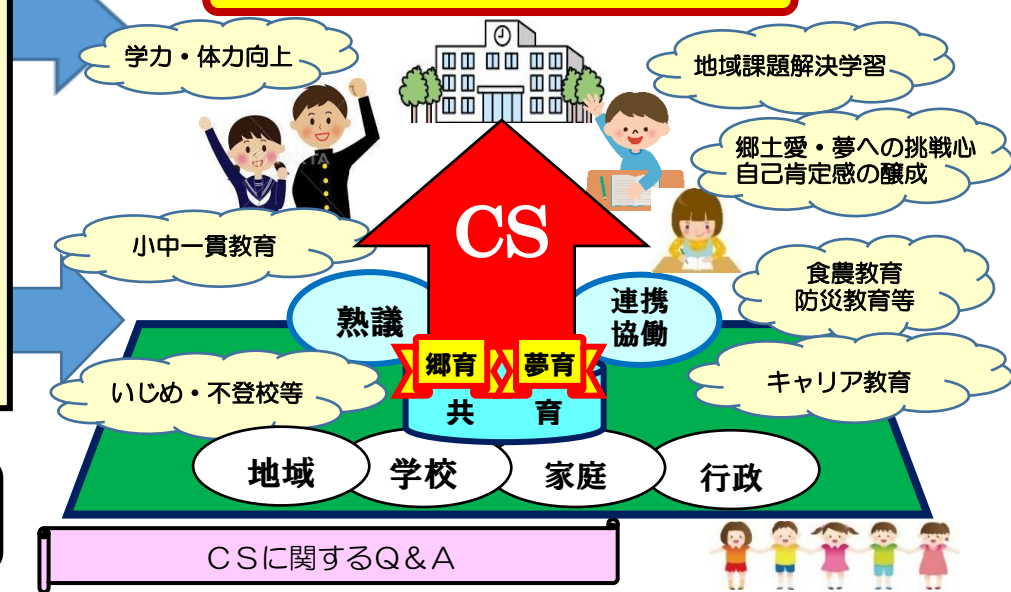 学力・体力向上
地域課題解決学習
郷土愛・夢への挑戦心
自己肯定感の醸成
CS
小中一貫教育
食農教育
防災教育等
熟議
連携
協働
郷育
夢育
キャリア教育
いじめ・不登校等
共育
地域
学校
家庭
行政
CSに関するQ&A